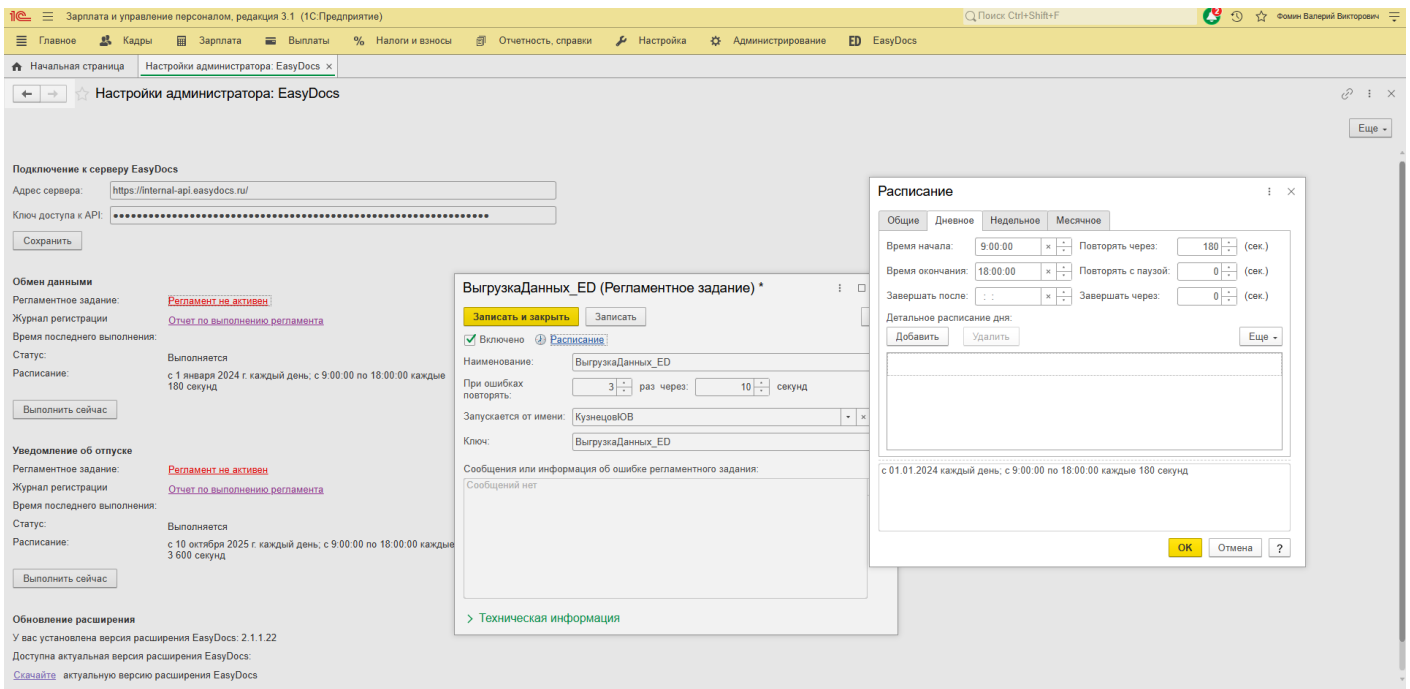 1С Зарплата и управление персоналом, редакция 3.1 (1С:Предприятие) Поиск Ctrl+Shift+F 2 Фомин Валерий Викторович
Главное Кадры Зарплата Выплаты % Налоги и взносы Отчетность, справки Настройка Администрирование ED EasyDocs
Начальная страница Настройки администратора: EasyDocs ×
Настройки администратора: EasyDocs
Еще
Подключение к серверу EasyDocs
Адрес сервера: https://internal-api.easydocs.ru/
Ключ доступа к API:
Сохранить
Обмен данными
Регламентное задание: Регламент не активен
Журнал регистрации Отчет по выполнению регламента
Время последнего выполнения:
Статус: Выполняется
Расписание: с 1 января 2024 г. каждый день; с 9:00:00 по 18:00:00 каждые
180 секунд
Выполнить сейчас
Уведомление об отпуске
Регламентное задание: Регламент не активен
Журнал регистрации Отчет по выполнению регламента
Время последнего выполнения:
Статус: Выполняется
Расписание: с 10 октября 2025 г. каждый день; с 9:00:00 по 18:00:00 каждые
3 600 секунд
Выполнить сейчас
Обновление расширения
У вас установлена версия расширения EasyDocs: 2.1.1.22
Доступна актуальная версия расширения EasyDocs:
Скачайте актуальную версию расширения EasyDocs
ВыгрузкаДанных_ED (Регламентное задание) *
Записать и закрыть Записать
Включено Расписание
Наименование: ВыгрузкаДанных_ED
При ошибках
повторять: 3 раз через: 10 секунд
Запускается от имени: КузнецовЮВ
Ключ: ВыгрузкаДанных_ED
Сообщения или информация об ошибке регламентного задания:
Сообщений нет
Техническая информация
Расписание
Общие Дневное Недельное Месячное
Время начала: 9:00:00 Повторять через: 180 (сек.)
Время окончания: 18:00:00 Повторять с паузой: 0 (сек.)
Завершать после: : : Завершать через: 0 (сек.)
Детальное расписание дня:
Добавить Удалить Еще
с 01.01.2024 каждый день; с 9:00:00 по 18:00:00 каждые 180 секунд
ОК Отмена ?